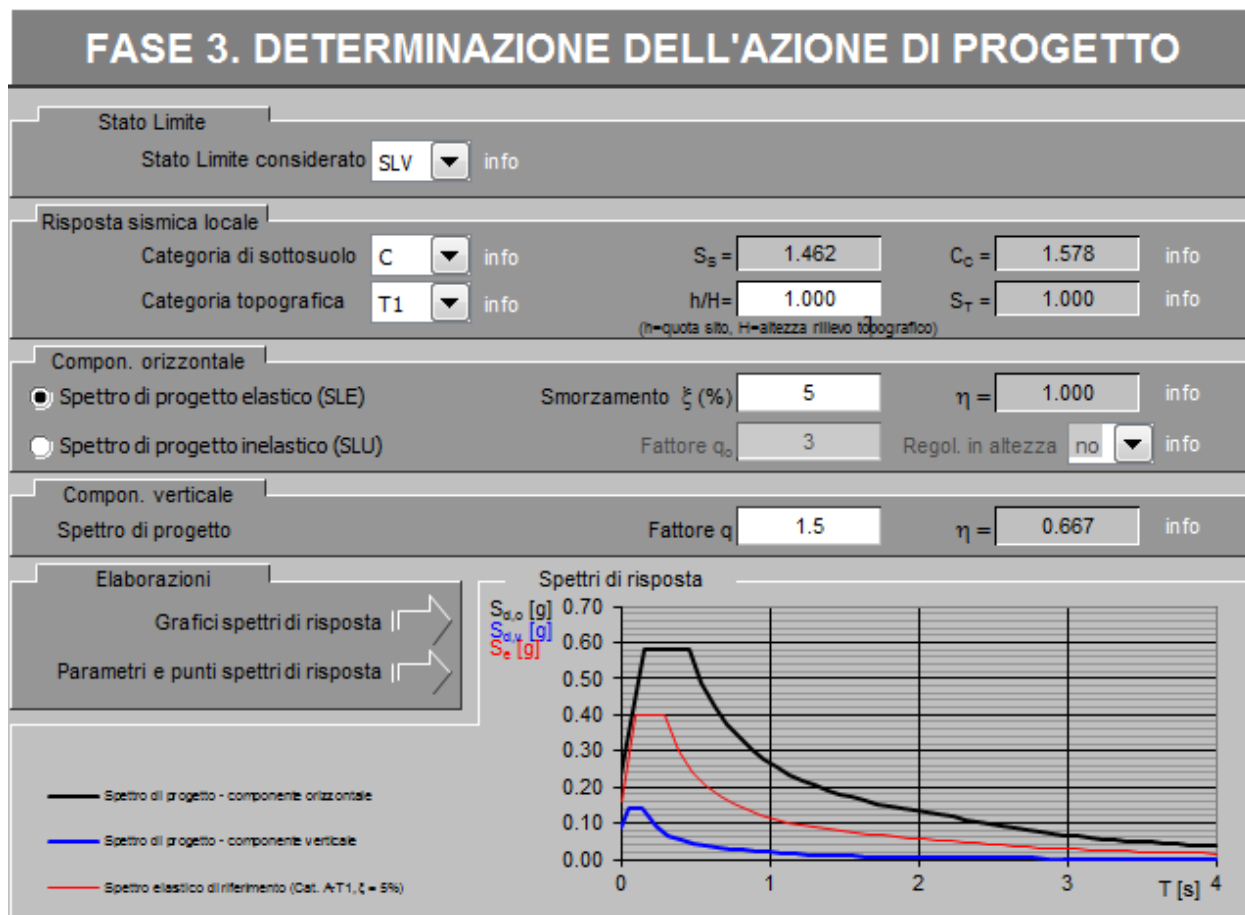 FASE 3. DETERMINAZIONE DELL'AZIONE DI PROGETTO
Stato Limite
Stato Limite considerato SLV info
Risposta sismica locale
Categoria di sottosuolo C info S_S = 1.462 C_C = 1.578 info
Categoria topografica T1 info h/H= 1.000 S_T = 1.000 info
(h=quota sito, H=altezza rilievo topografico)
Compon. orizzontale
Spettro di progetto elastico (SLE) Smorzamento ξ (%) 5 η = 1.000 info
Spettro di progetto inelastico (SLU) Fattore q_o 3 Regol. in altezza no info
Compon. verticale
Spettro di progetto Fattore q 1.5 η = 0.667 info
Elaborazioni
Grafici spettri di risposta
Parametri e punti spettri di risposta
Spettri di risposta
S_d,o [g]
S_d,v [g]
S_e [g]
0.70
0.60
0.50
0.40
0.30
0.20
0.10
0.00
0 1 2 3 T [s] 4
Spettro di progetto - componente orizzontale
Spettro di progetto - componente verticale
Spettro elastico di riferimento (Cat. A-T1, ξ = 5%)